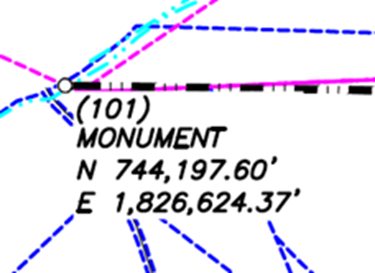 (101)
MONUMENT
N 744,197.60'
E 1,826,624.37'